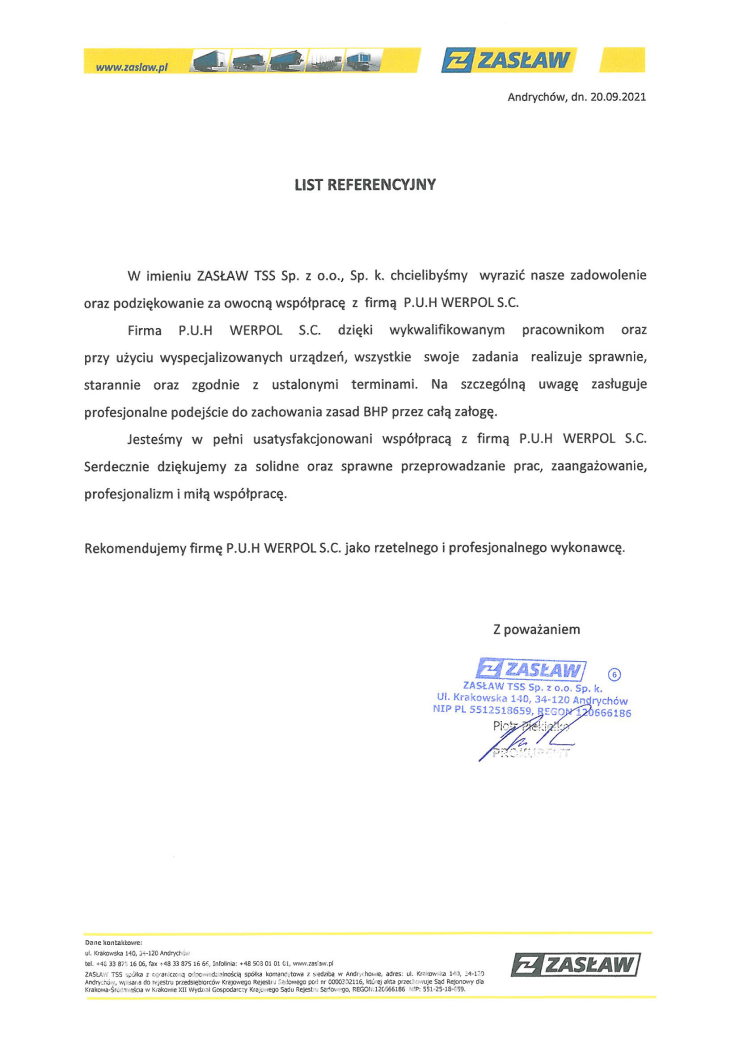 www.zaslaw.pl
ZASŁAW
Andrychów, dn. 20.09.2021
LIST REFERENCYJNY
W imieniu ZASŁAW TSS Sp. z o.o., Sp. k. chcielibyśmy wyrazić nasze zadowolenie
oraz podziękowanie za owocną współpracę z firmą P.U.H WERPOL S.C.
Firma P.U.H WERPOL S.C. dzięki wykwalifikowanym pracownikom oraz
przy użyciu wyspecjalizowanych urządzeń, wszystkie swoje zadania realizuje sprawnie,
starannie oraz zgodnie z ustalonymi terminami. Na szczególną uwagę zasługuje
profesjonalne podejście do zachowania zasad BHP przez całą załogę.
Jesteśmy w pełni usatysfakcjonowani współpracą z firmą P.U.H WERPOL S.C.
Serdecznie dziękujemy za solidne oraz sprawne przeprowadzanie prac, zaangażowanie,
profesjonalizm i miłą współpracę.
Rekomendujemy firmę P.U.H WERPOL S.C. jako rzetelnego i profesjonalnego wykonawcę.
Z poważaniem
ZASŁAW 6
ZASŁAW TSS Sp. z o.o. Sp. k.
Ul. Krakowska 140, 34-120 Andrychów
NIP PL 5512518659, REGON 120666186
Piotr
PROKURENT
Dane kontaktowe:
ul. Krakowska 140, 34-120 Andrychów
tel. +48 33 875 16 06, fax +48 33 875 16 66, Infolinia: +48 508 01 01 01, www.zaslaw.pl
ZASŁAW TSS spółka z ograniczoną odpowiedzialnością spółka komandytowa z siedzibą w Andrychowie, adres: ul. Krakowska 140, 34-120
Andrychów, wpisana do rejestru przedsiębiorców Krajowego Rejestru Sądowego pod nr 0000302116, której akta przechowuje Sąd Rejonowy dla
Krakowa-Śródmieścia w Krakowie XII Wydział Gospodarczy Krajowego Sądu Rejestru Sądowego, REGON:120666186 NIP: 551-25-18-659.
ZASŁAW